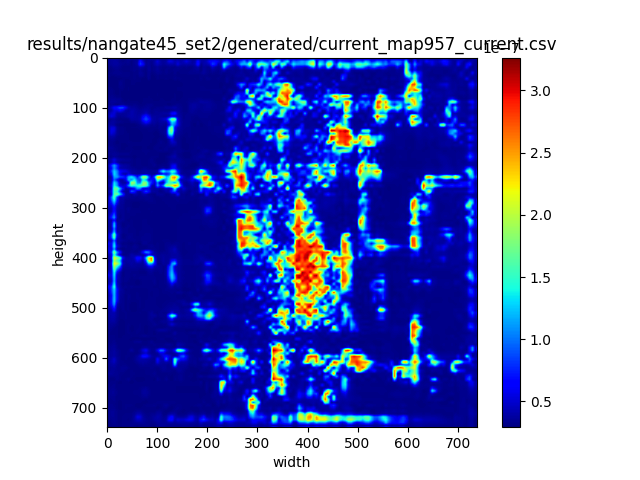 results/nangate45_set2/generated/current_map957_current.csv
1e−7
0
100
200
300
400
500
600
700
height
0 100 200 300 400 500 600 700
width
3.0
2.5
2.0
1.5
1.0
0.5